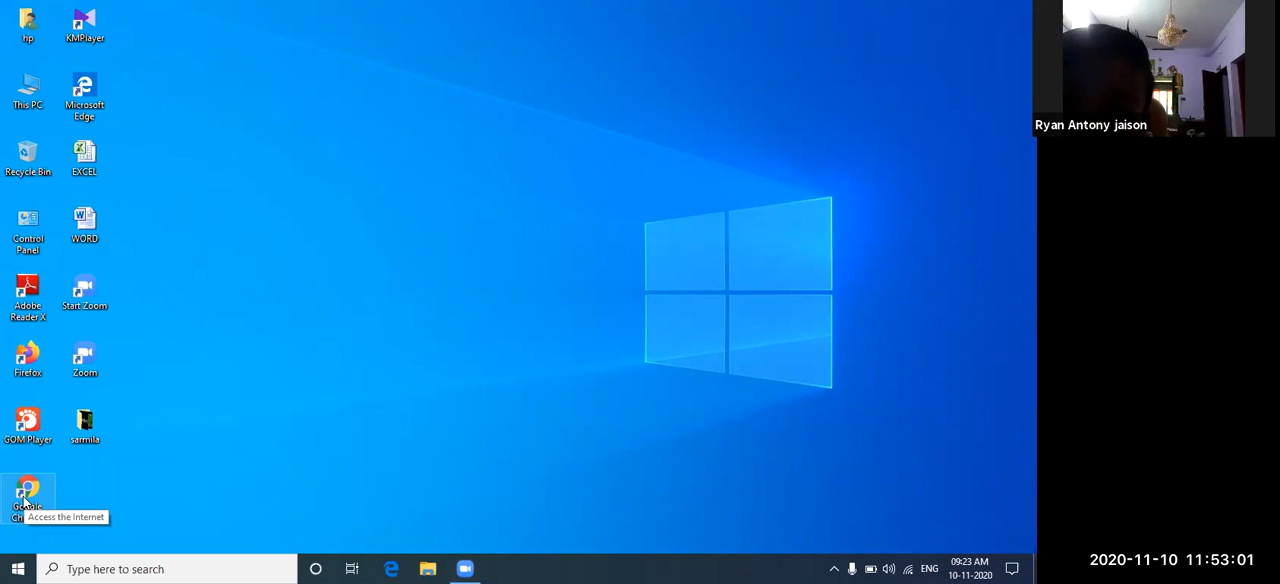 hp
KMPlayer
This PC
Microsoft
Edge
Recycle Bin
EXCEL
Control
Panel
WORD
Adobe
Reader X
Start Zoom
Firefox
Zoom
GOM Player
sarmila
Google
Access the Internet
Type here to search
ENG
09:23 AM
10-11-2020
Ryan Antony jaison
2020-11-10 11:53:01